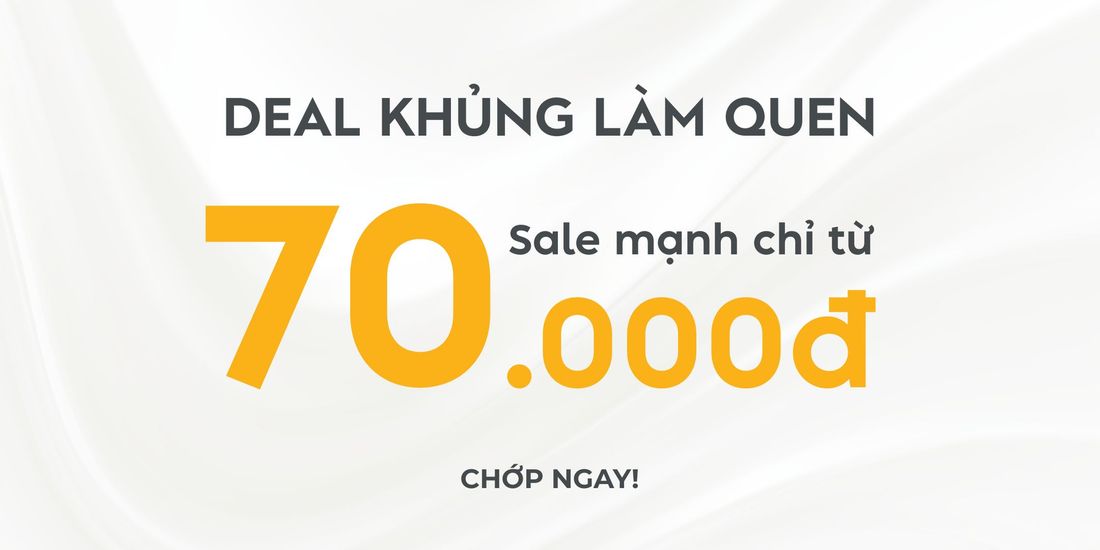 DEAL KHỦNG LÀM QUEN
Sale mạnh chỉ từ
70.000đ
CHỚP NGAY!